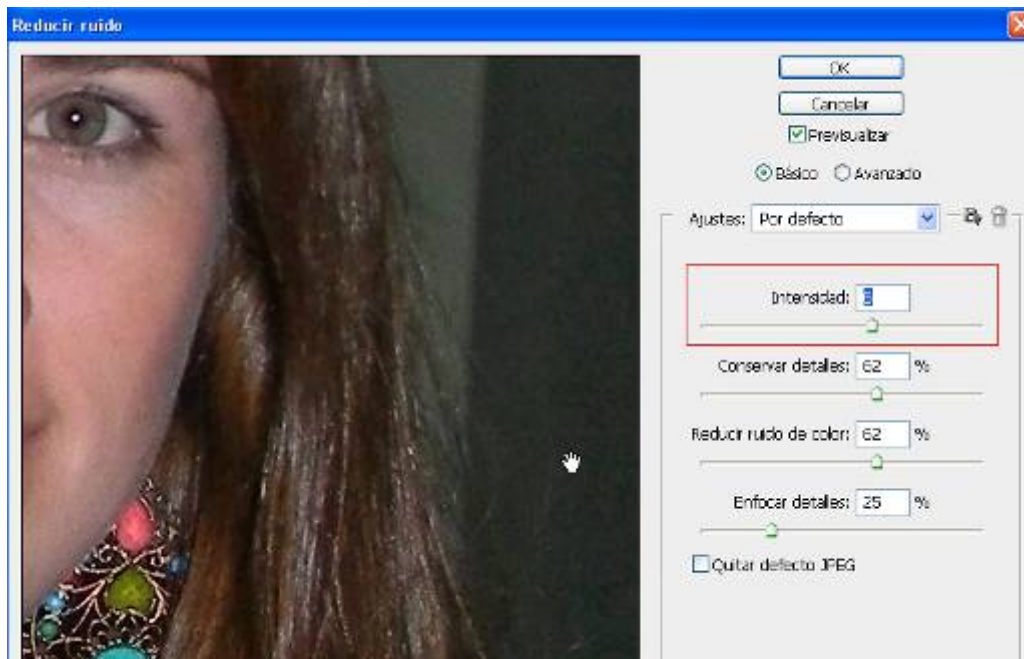 Reducir ruido
OK
Cancelar
Previsualizar
Básico Avanzado
Ajustes: Por defecto
Intensidad:
Conservar detalles: 62 %
Reducir ruido de color: 62 %
Enfocar detalles: 25 %
Quitar defecto JPEG